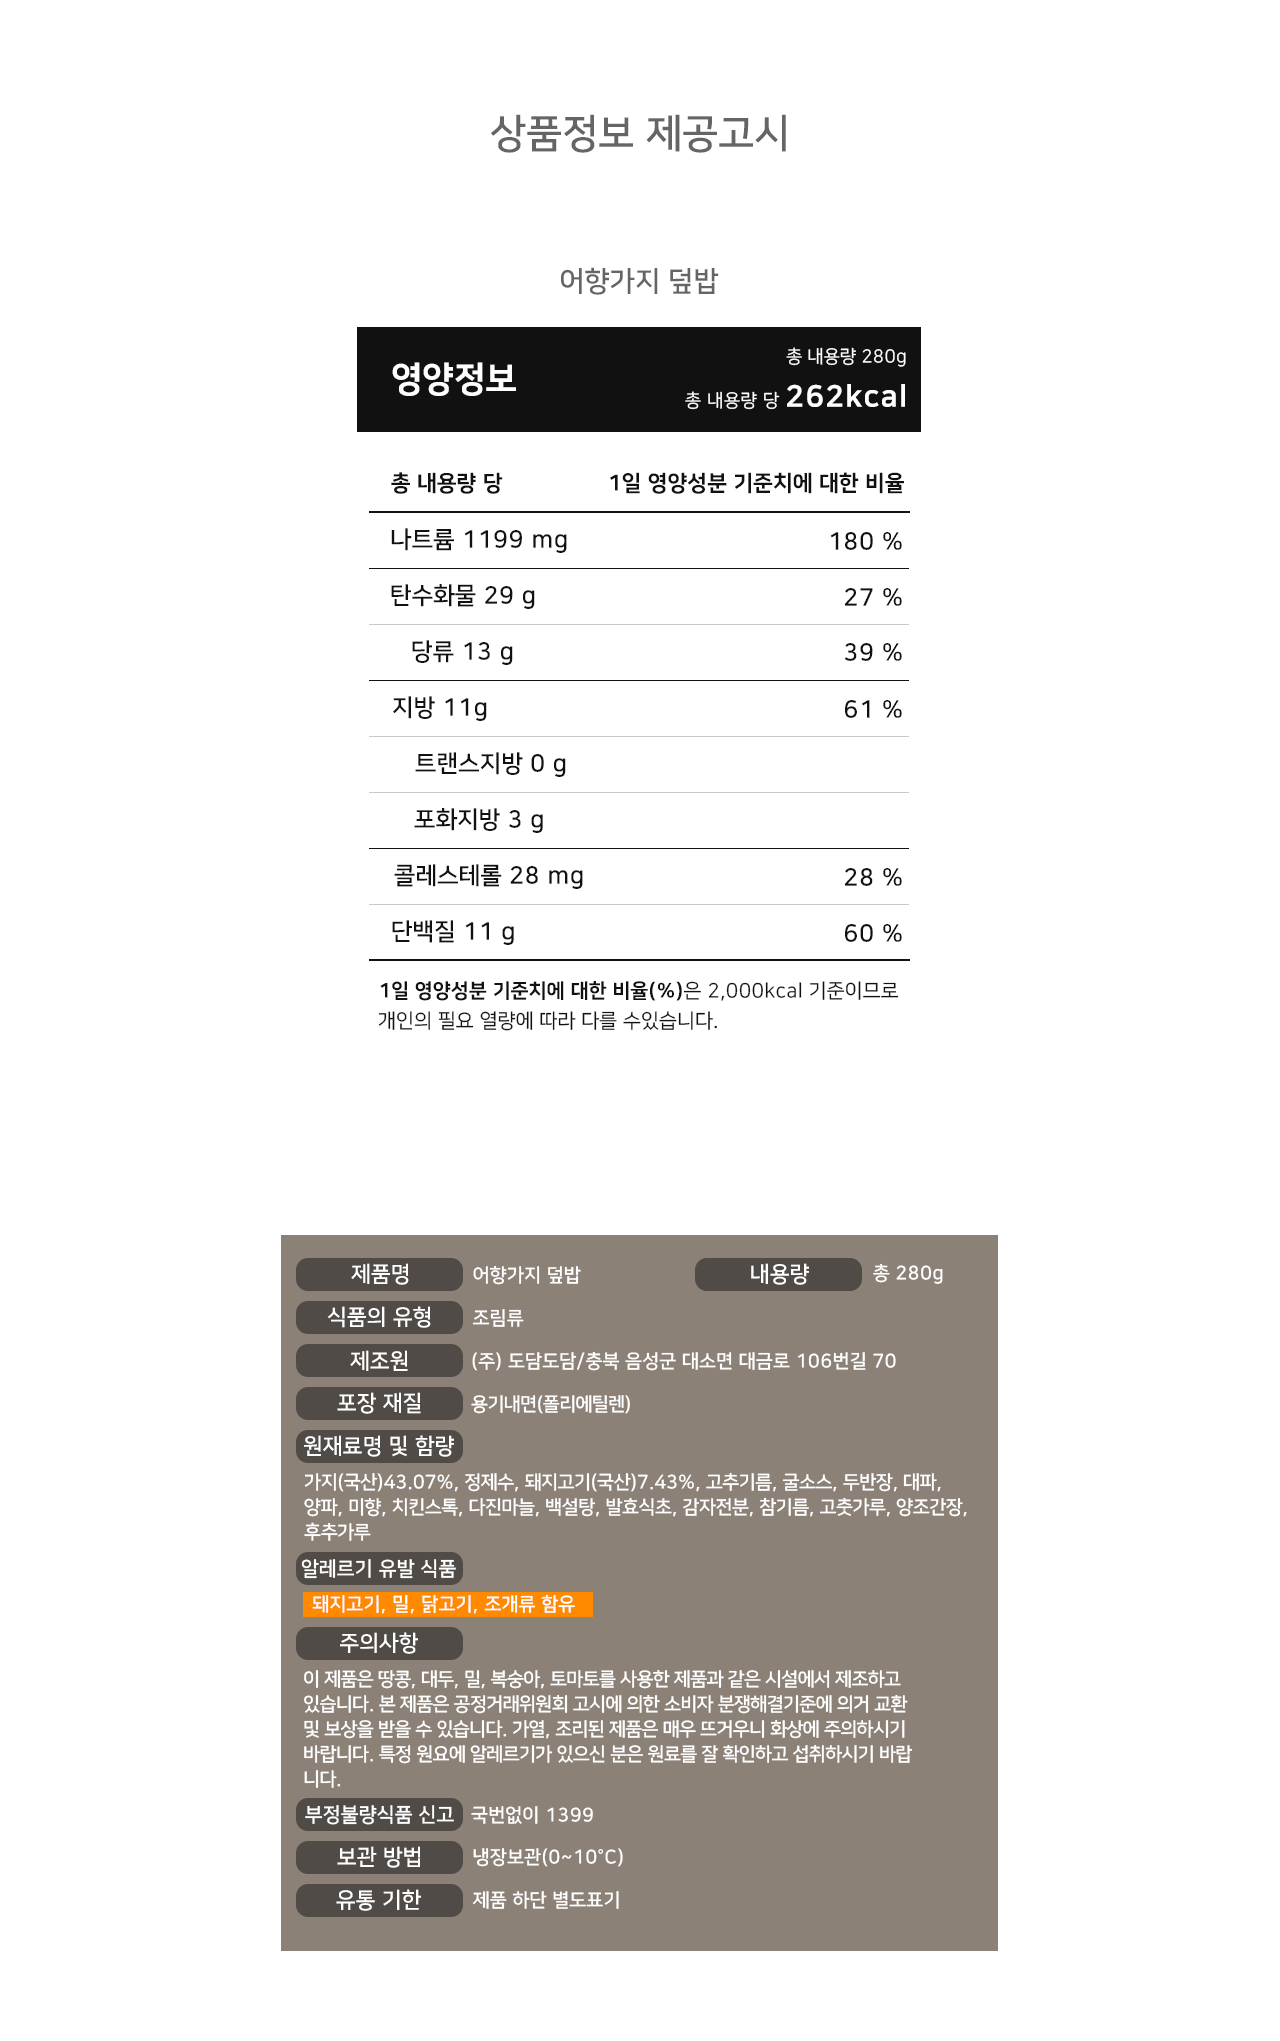 상품정보 제공고시
어향가지 덮밥
영양정보
총 내용량 280g
총 내용량 당 262kcal
총 내용량 당 1일 영양성분 기준치에 대한 비율
나트륨 1199 mg 180 %
탄수화물 29 g 27 %
당류 13 g 39 %
지방 11g 61 %
트랜스지방 0 g
포화지방 3 g
콜레스테롤 28 mg 28 %
단백질 11 g 60 %
1일 영양성분 기준치에 대한 비율(%)은 2,000kcal 기준이므로
개인의 필요 열량에 따라 다를 수있습니다.
제품명 어향가지 덮밥 내용량 총 280g
식품의 유형 조림류
제조원 (주) 도담도담/충북 음성군 대소면 대금로 106번길 70
포장 재질 용기내면(폴리에틸렌)
원재료명 및 함량
가지(국산)43.07%, 정제수, 돼지고기(국산)7.43%, 고추기름, 굴소스, 두반장, 대파,
양파, 미향, 치킨스톡, 다진마늘, 백설탕, 발효식초, 감자전분, 참기름, 고춧가루, 양조간장,
후추가루
알레르기 유발 식품
돼지고기, 밀, 닭고기, 조개류 함유
주의사항
이 제품은 땅콩, 대두, 밀, 복숭아, 토마토를 사용한 제품과 같은 시설에서 제조하고
있습니다. 본 제품은 공정거래위원회 고시에 의한 소비자 분쟁해결기준에 의거 교환
및 보상을 받을 수 있습니다. 가열, 조리된 제품은 매우 뜨거우니 화상에 주의하시기
바랍니다. 특정 원요에 알레르기가 있으신 분은 원료를 잘 확인하고 섭취하시기 바랍
니다.
부정불량식품 신고 국번없이 1399
보관 방법 냉장보관(0~10°C)
유통 기한 제품 하단 별도표기